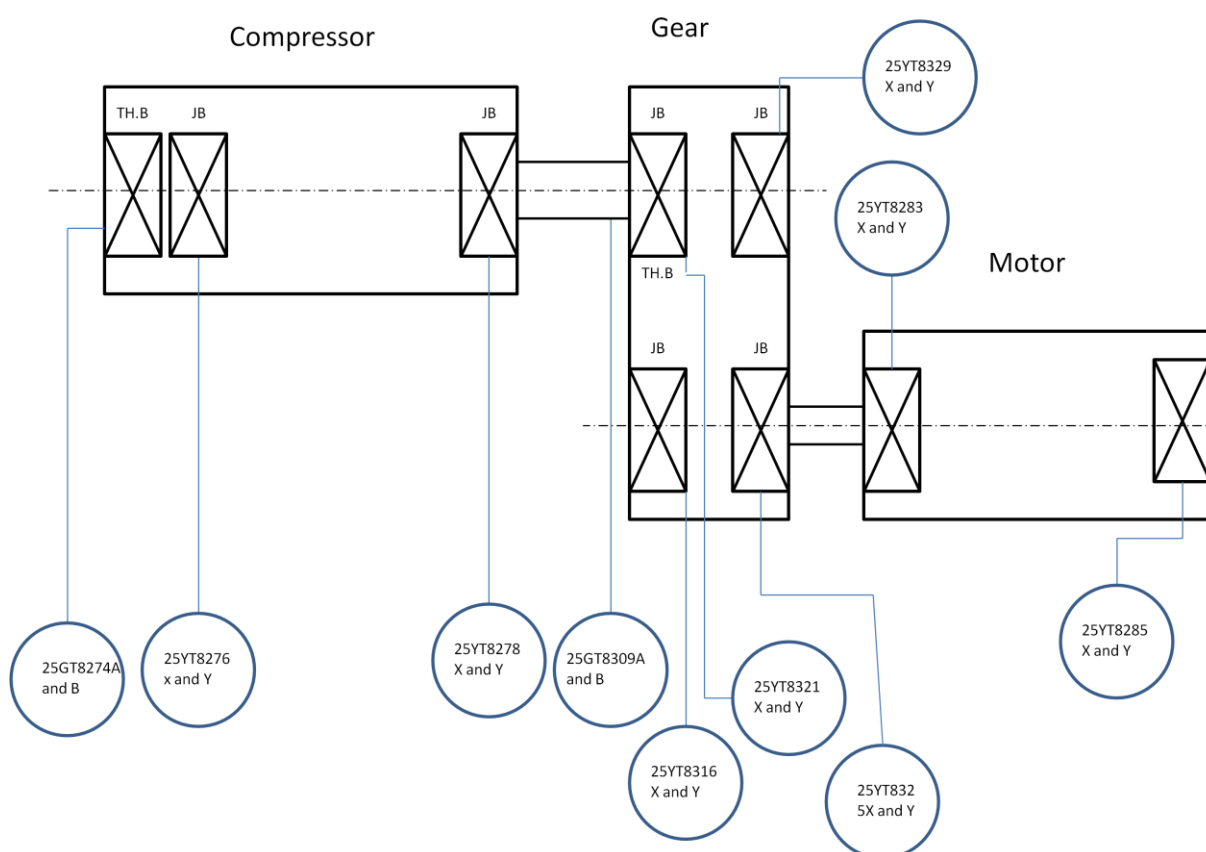 Compressor
Gear
25YT8329
X and Y
TH.B
JB
JB
JB
JB
25YT8283
X and Y
Motor
TH.B
JB
JB
25GT8274A
and B
25YT8276
x and Y
25YT8278
X and Y
25GT8309A
and B
25YT8321
X and Y
25YT8285
X and Y
25YT8316
X and Y
25YT832
5X and Y